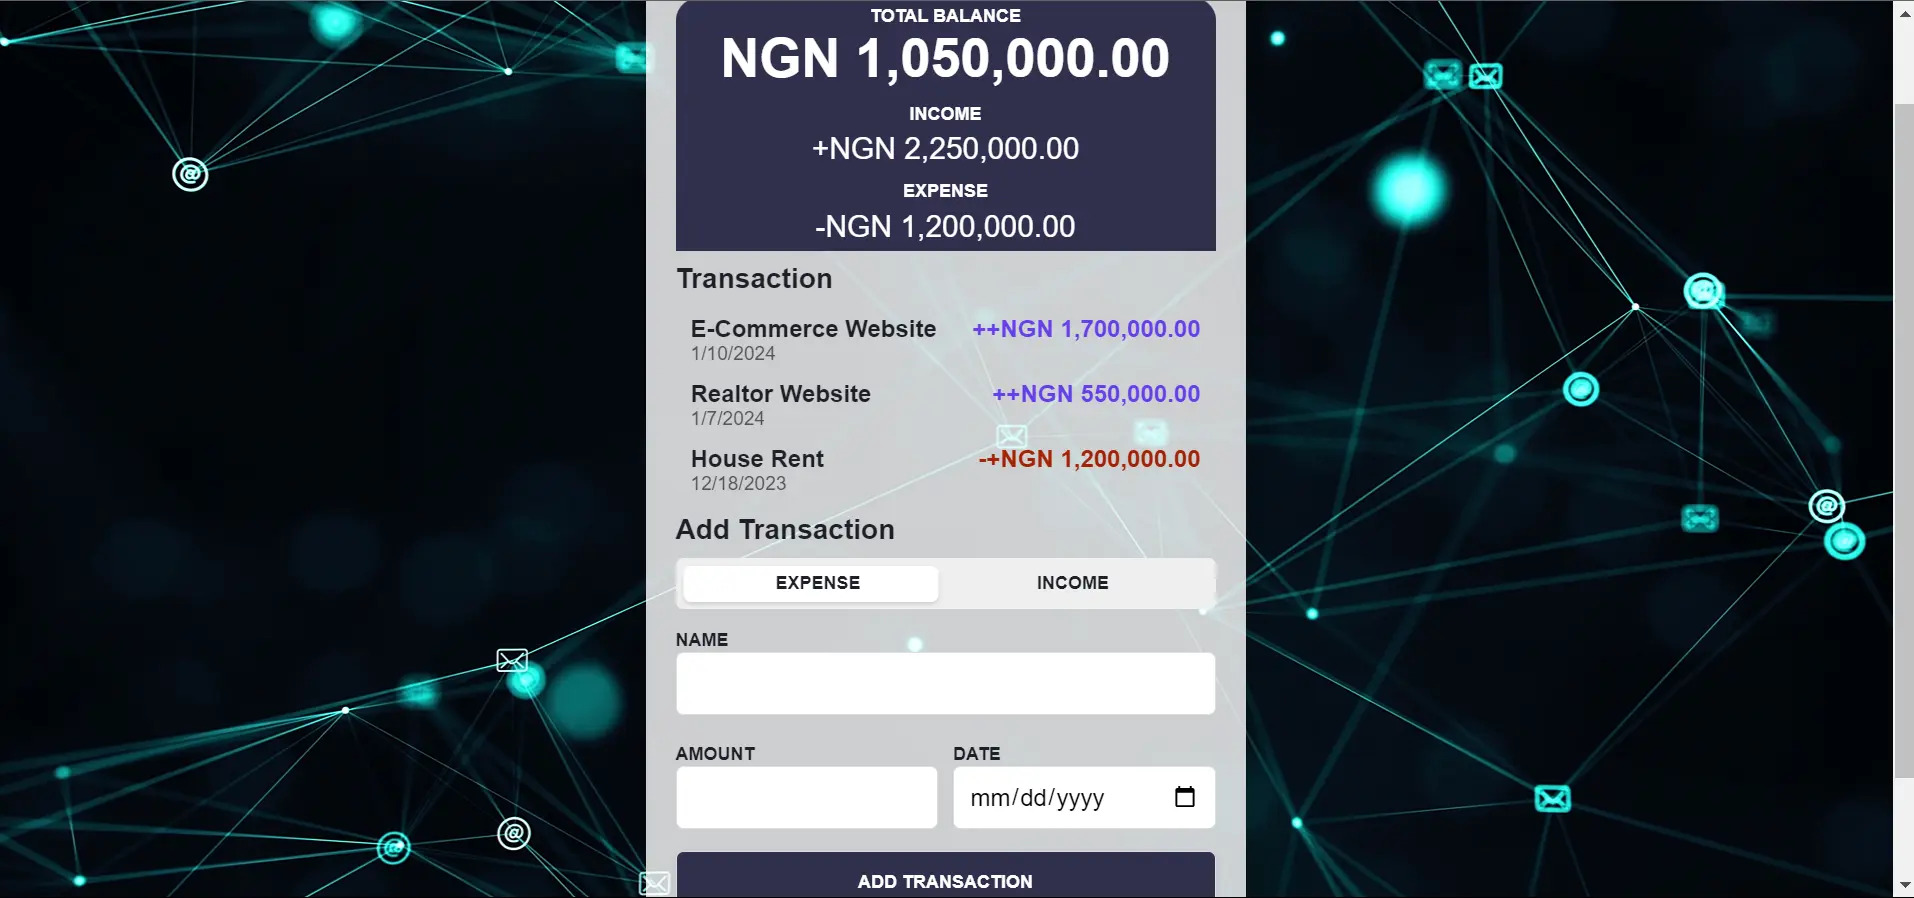 TOTAL BALANCE
NGN 1,050,000.00
INCOME
+NGN 2,250,000.00
EXPENSE
-NGN 1,200,000.00
Transaction
E-Commerce Website ++NGN 1,700,000.00
1/10/2024
Realtor Website ++NGN 550,000.00
1/7/2024
House Rent -+NGN 1,200,000.00
12/18/2023
Add Transaction
EXPENSE INCOME
NAME
AMOUNT DATE
mm/dd/yyyy
ADD TRANSACTION